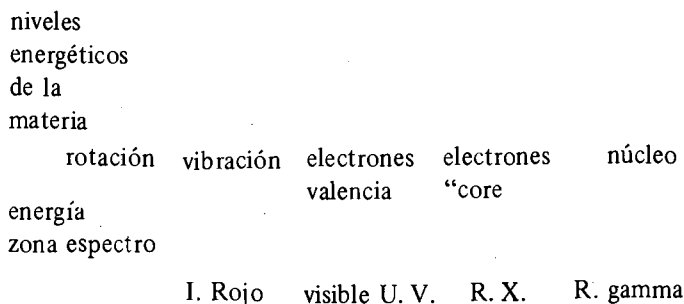 niveles
energéticos
de la
materia
rotación vibración electrones electrones núcleo
valencia “core
energía
zona espectro
I. Rojo visible U. V. R. X. R. gamma